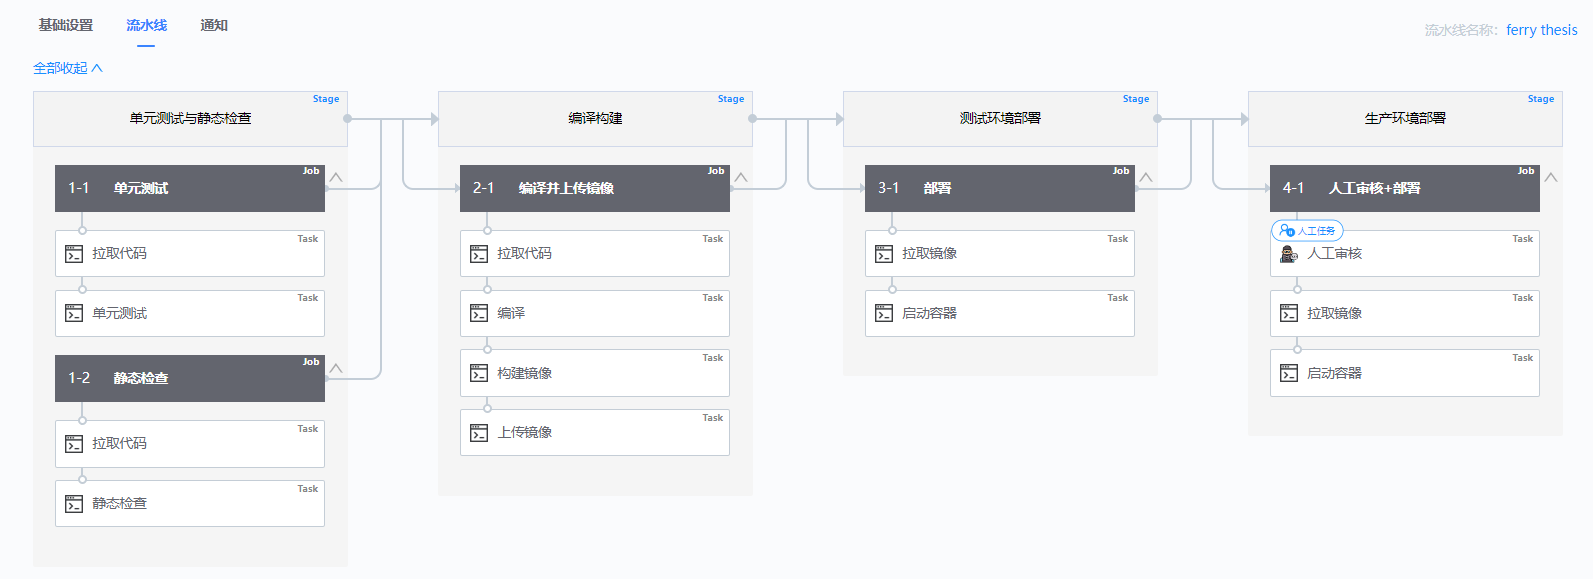 基础设置 流水线 通知
流水线名称: ferry thesis
全部收起
Stage
单元测试与静态检查
Job
1-1 单元测试
Task
拉取代码
Task
单元测试
Job
1-2 静态检查
Task
拉取代码
Task
静态检查
Stage
编译构建
Job
2-1 编译并上传镜像
Task
拉取代码
Task
编译
Task
构建镜像
Task
上传镜像
Stage
测试环境部署
Job
3-1 部署
Task
拉取镜像
Task
启动容器
Stage
生产环境部署
Job
4-1 人工审核+部署
人工任务
Task
人工审核
Task
拉取镜像
Task
启动容器